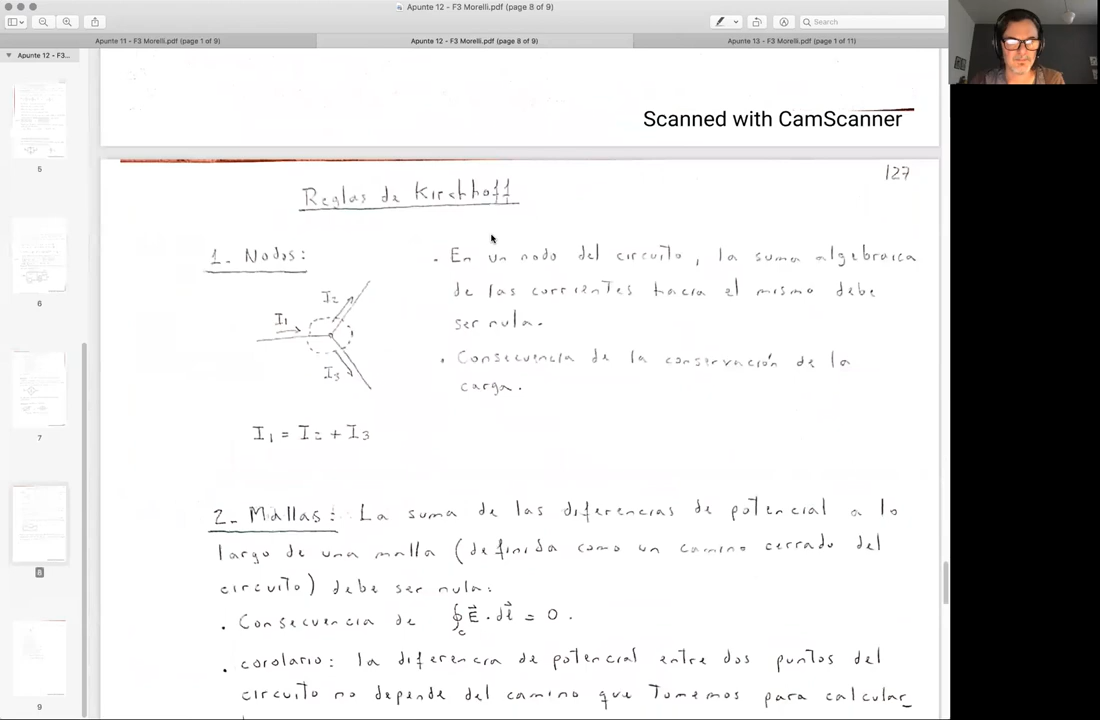 Apunte 12 - F3 Morelli.pdf (page 8 of 9)
Search
Apunte 11 - F3 Morelli.pdf (page 1 of 9)
Apunte 12 - F3 Morelli.pdf (page 8 of 9)
Apunte 13 - F3 Morelli.pdf (page 1 of 11)
Apunte 12 - F3...
5
6
7
8
9
Scanned with CamScanner
127
Reglas de Kirchhoff
1- Nodos:
I1
I2
I3
I1 = I2 + I3
. En un nodo del circuito, la suma algebraica
de las corrientes hacia el mismo debe
ser nula.
. Consecuencia de la conservación de la
carga.
2- Mallas: La suma de las diferencias de potencial a lo
largo de una malla (definida como un camino cerrado del
circuito) debe ser nula:
. Consecuencia de ∮c E⃗ . dl⃗ = 0 .
. corolario: la diferencia de potencial entre dos puntos del
circuito no depende del camino que Tomemos para calcular_